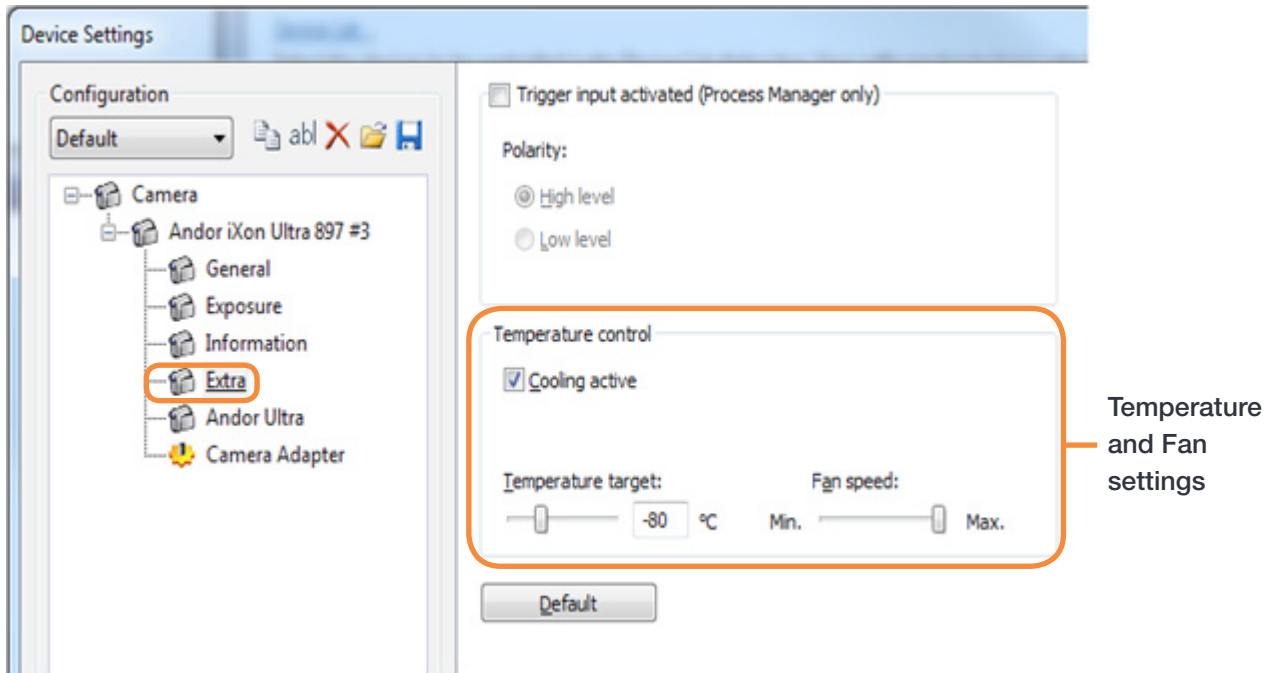 Device Settings
Configuration
Default
abl
Camera
Andor iXon Ultra 897 #3
General
Exposure
Information
Extra
Andor Ultra
Camera Adapter
Trigger input activated (Process Manager only)
Polarity:
High level
Low level
Temperature control
Cooling active
Temperature target: Fan speed:
-80 ºC Min. Max.
Default
Temperature
and Fan
settings